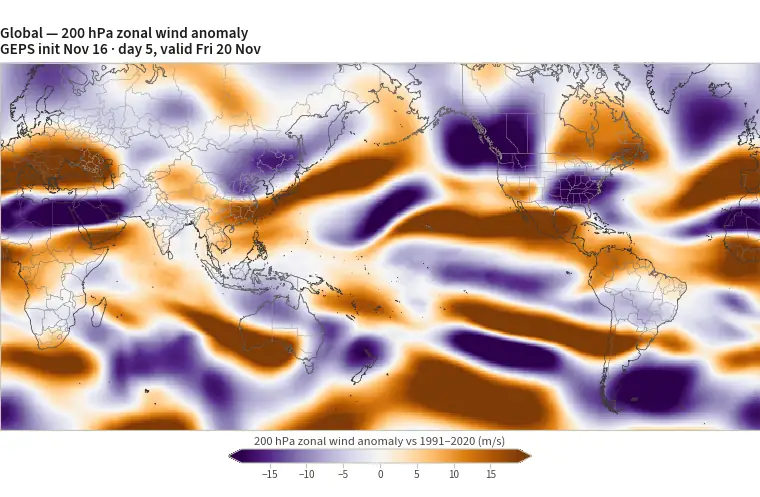 Global — 200 hPa zonal wind anomaly
GEPS init Nov 16 · day 5, valid Fri 20 Nov
200 hPa zonal wind anomaly vs 1991–2020 (m/s)
−15 −10 −5 0 5 10 15